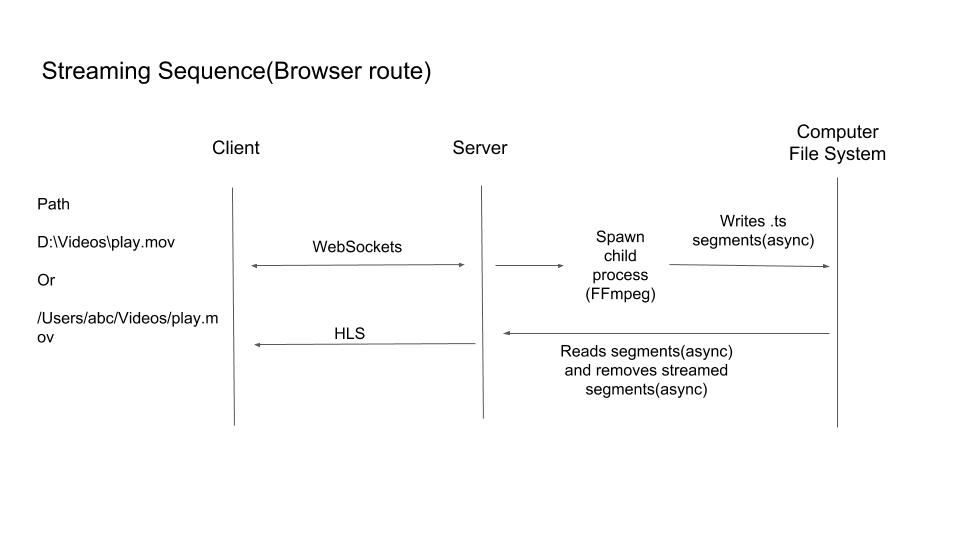 Streaming Sequence(Browser route)
Client
Server
Computer
File System
Path
D:\Videos\play.mov
Or
/Users/abc/Videos/play.m
ov
WebSockets
Spawn
child
process
(FFmpeg)
Writes .ts
segments(async)
HLS
Reads segments(async)
and removes streamed
segments(async)